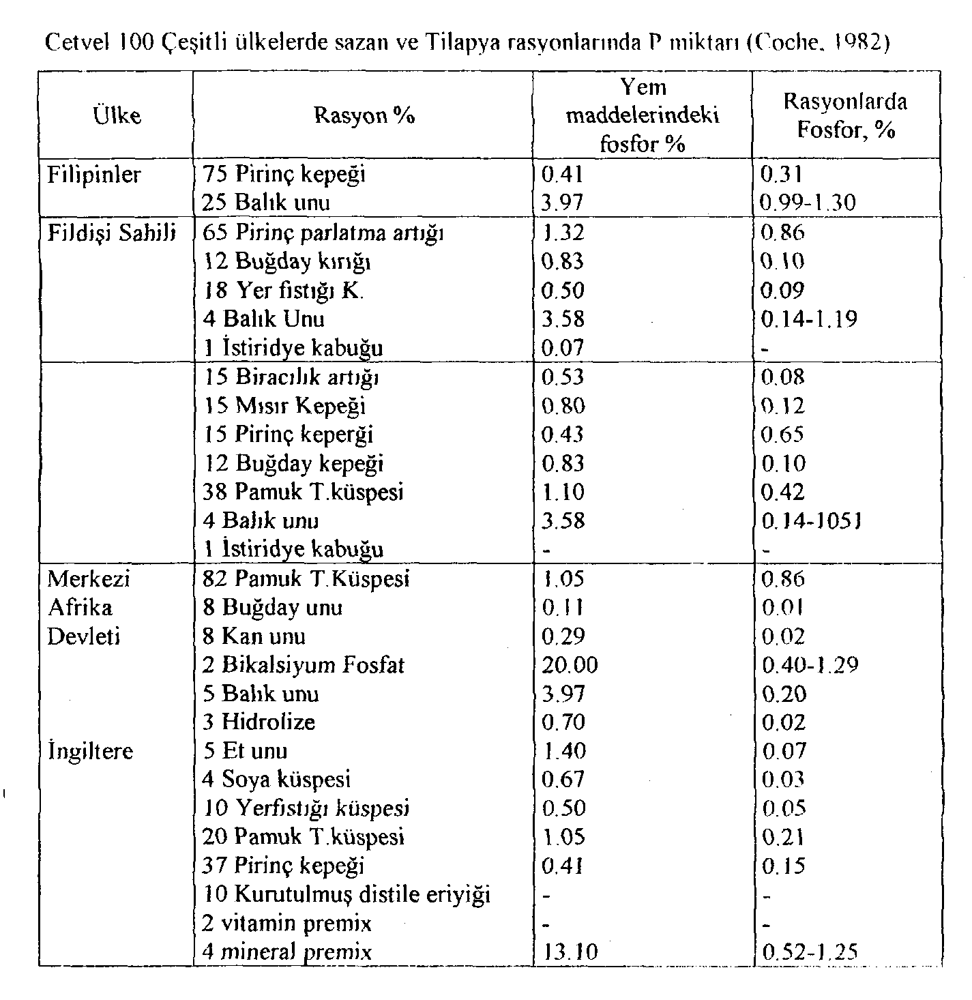 Cetvel 100 Çeşitli ülkelerde sazan ve Tilapya rasyonlarında P miktarı (Coche, 1982)
Ülke Rasyon % Yem maddelerindeki fosfor % Rasyonlarda Fosfor, %
Filipinler 75 Pirinç kepeği 0.41 0.31
25 Balık unu 3.97 0.99-1.30
Fildişi Sahili 65 Pirinç parlatma artığı 1.32 0.86
12 Buğday kırığı 0.83 0.10
18 Yer fıstığı K. 0.50 0.09
4 Balık Unu 3.58 0.14-1.19
1 İstiridye kabuğu 0.07 -
15 Biracılık artığı 0.53 0.08
15 Mısır Kepeği 0.80 0.12
15 Pirinç keperği 0.43 0.65
12 Buğday kepeği 0.83 0.10
38 Pamuk T.küspesi 1.10 0.42
4 Balık unu 3.58 0.14-1051
1 İstiridye kabuğu - -
Merkezi 82 Pamuk T.Küspesi 1.05 0.86
Afrika 8 Buğday unu 0.11 0.01
Devleti 8 Kan unu 0.29 0.02
2 Bikalsiyum Fosfat 20.00 0.40-1.29
5 Balık unu 3.97 0.20
3 Hidrolize 0.70 0.02
İngiltere 5 Et unu 1.40 0.07
4 Soya küspesi 0.67 0.03
10 Yerfıstığı küspesi 0.50 0.05
20 Pamuk T.küspesi 1.05 0.21
37 Pirinç kepeği 0.41 0.15
10 Kurutulmuş distile eriyiği - -
2 vitamin premix - -
4 mineral premix 13.10 0.52-1.25